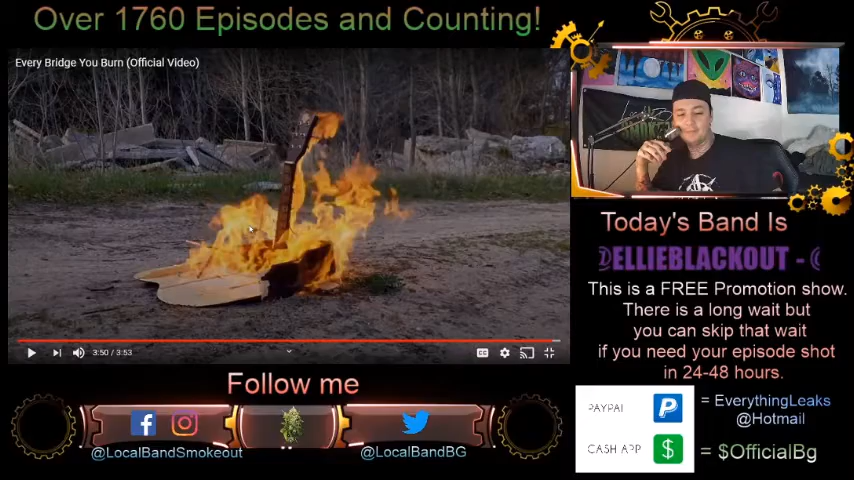 Over 1760 Episodes and Counting!
Every Bridge You Burn (Official Video)
3:50 / 3:53
Today's Band Is
ELLIEBLACKOUT - (
This is a FREE Promotion show.
There is a long wait but
you can skip that wait
if you need your episode shot
in 24-48 hours.
Follow me
@LocalBandSmokeout
@LocalBandBG
PAYPAL
= EverythingLeaks
@Hotmail
CASH APP
= $OfficialBg